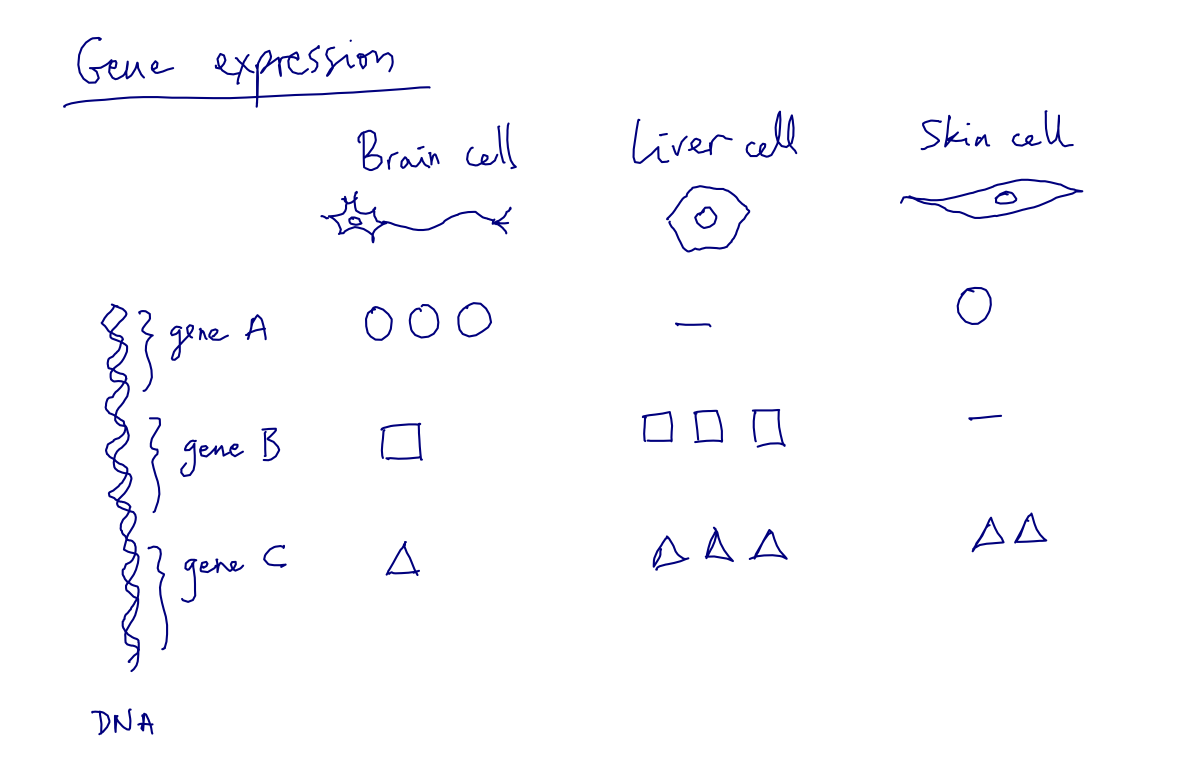 Gene expression
Brain cell
Liver cell
Skin cell
gene A
gene B
gene C
DNA